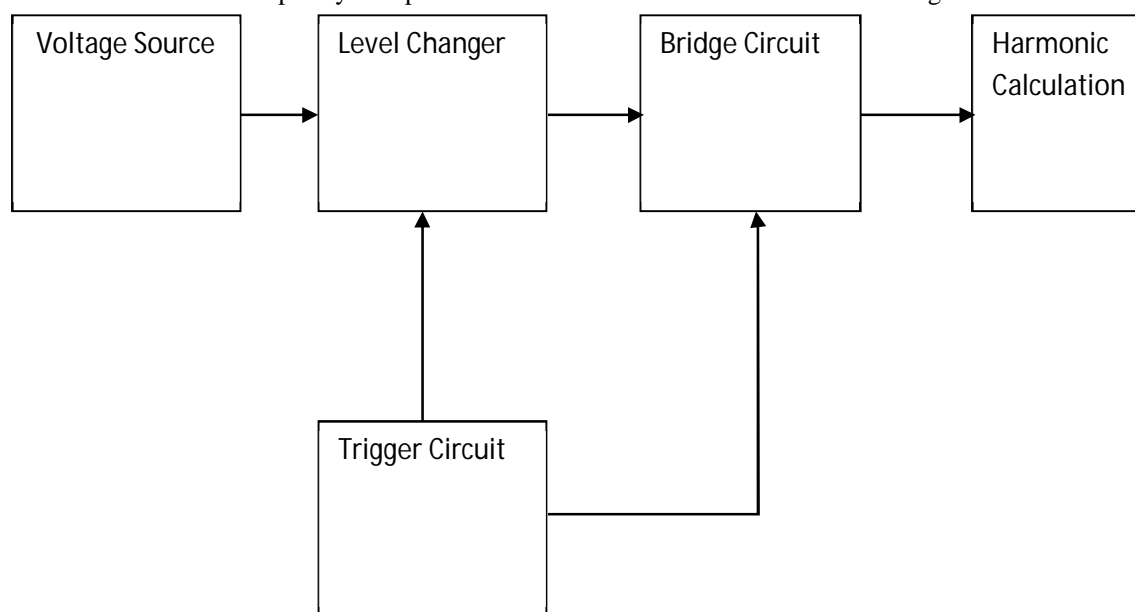 Voltage Source
Level Changer
Bridge Circuit
Harmonic
Calculation
Trigger Circuit